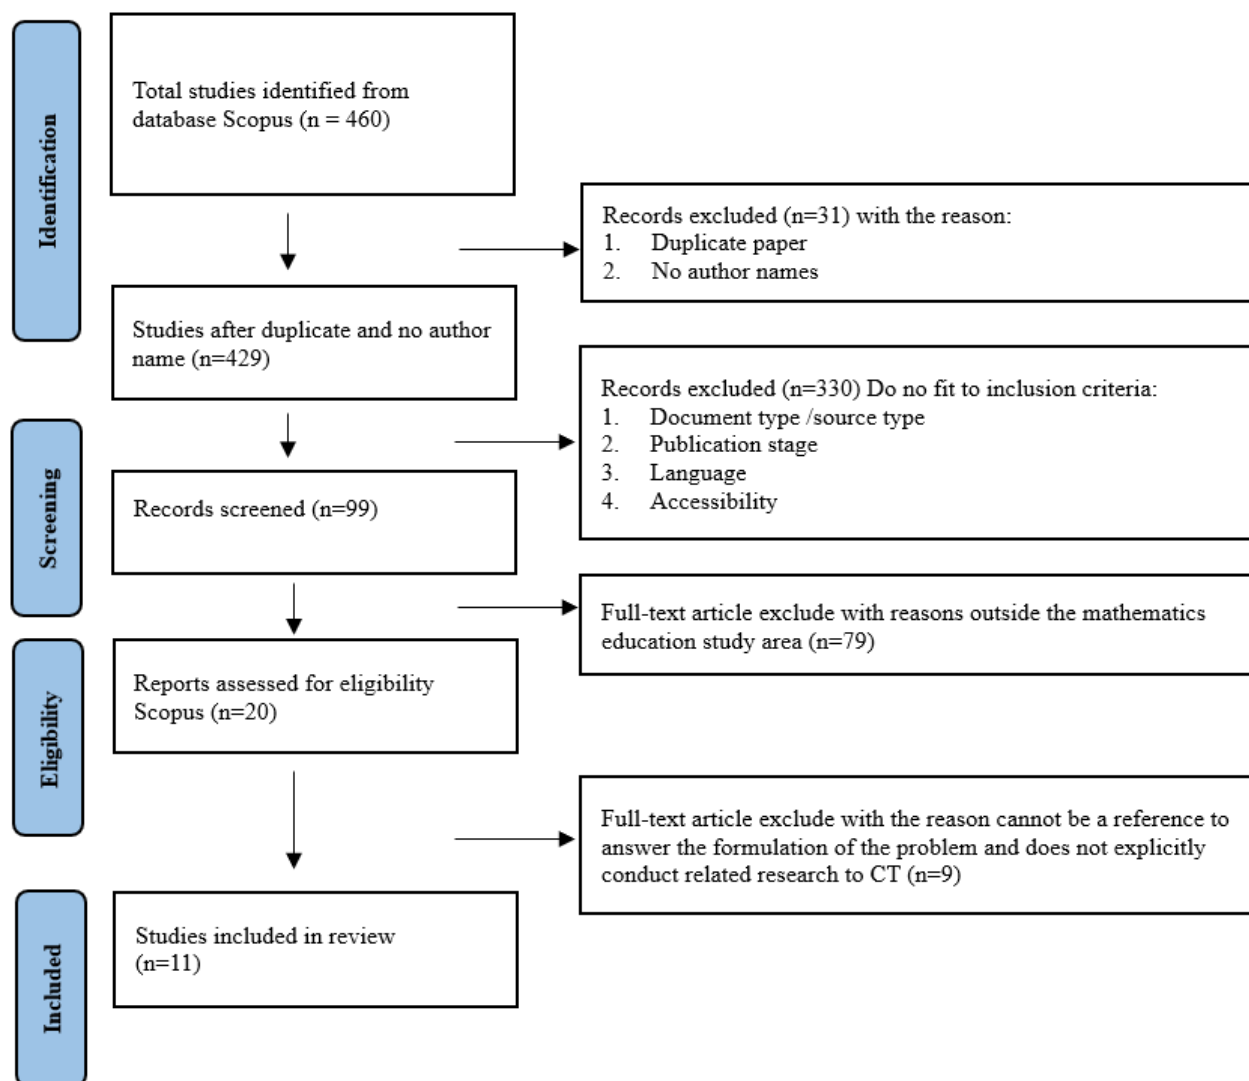 Identification
Total studies identified from
database Scopus (n = 460)
Records excluded (n=31) with the reason:
1. Duplicate paper
2. No author names
Studies after duplicate and no author
name (n=429)
Records excluded (n=330) Do no fit to inclusion criteria:
1. Document type /source type
2. Publication stage
3. Language
4. Accessibility
Screening
Records screened (n=99)
Full-text article exclude with reasons outside the mathematics
education study area (n=79)
Eligibility
Reports assessed for eligibility
Scopus (n=20)
Full-text article exclude with the reason cannot be a reference to
answer the formulation of the problem and does not explicitly
conduct related research to CT (n=9)
Included
Studies included in review
(n=11)